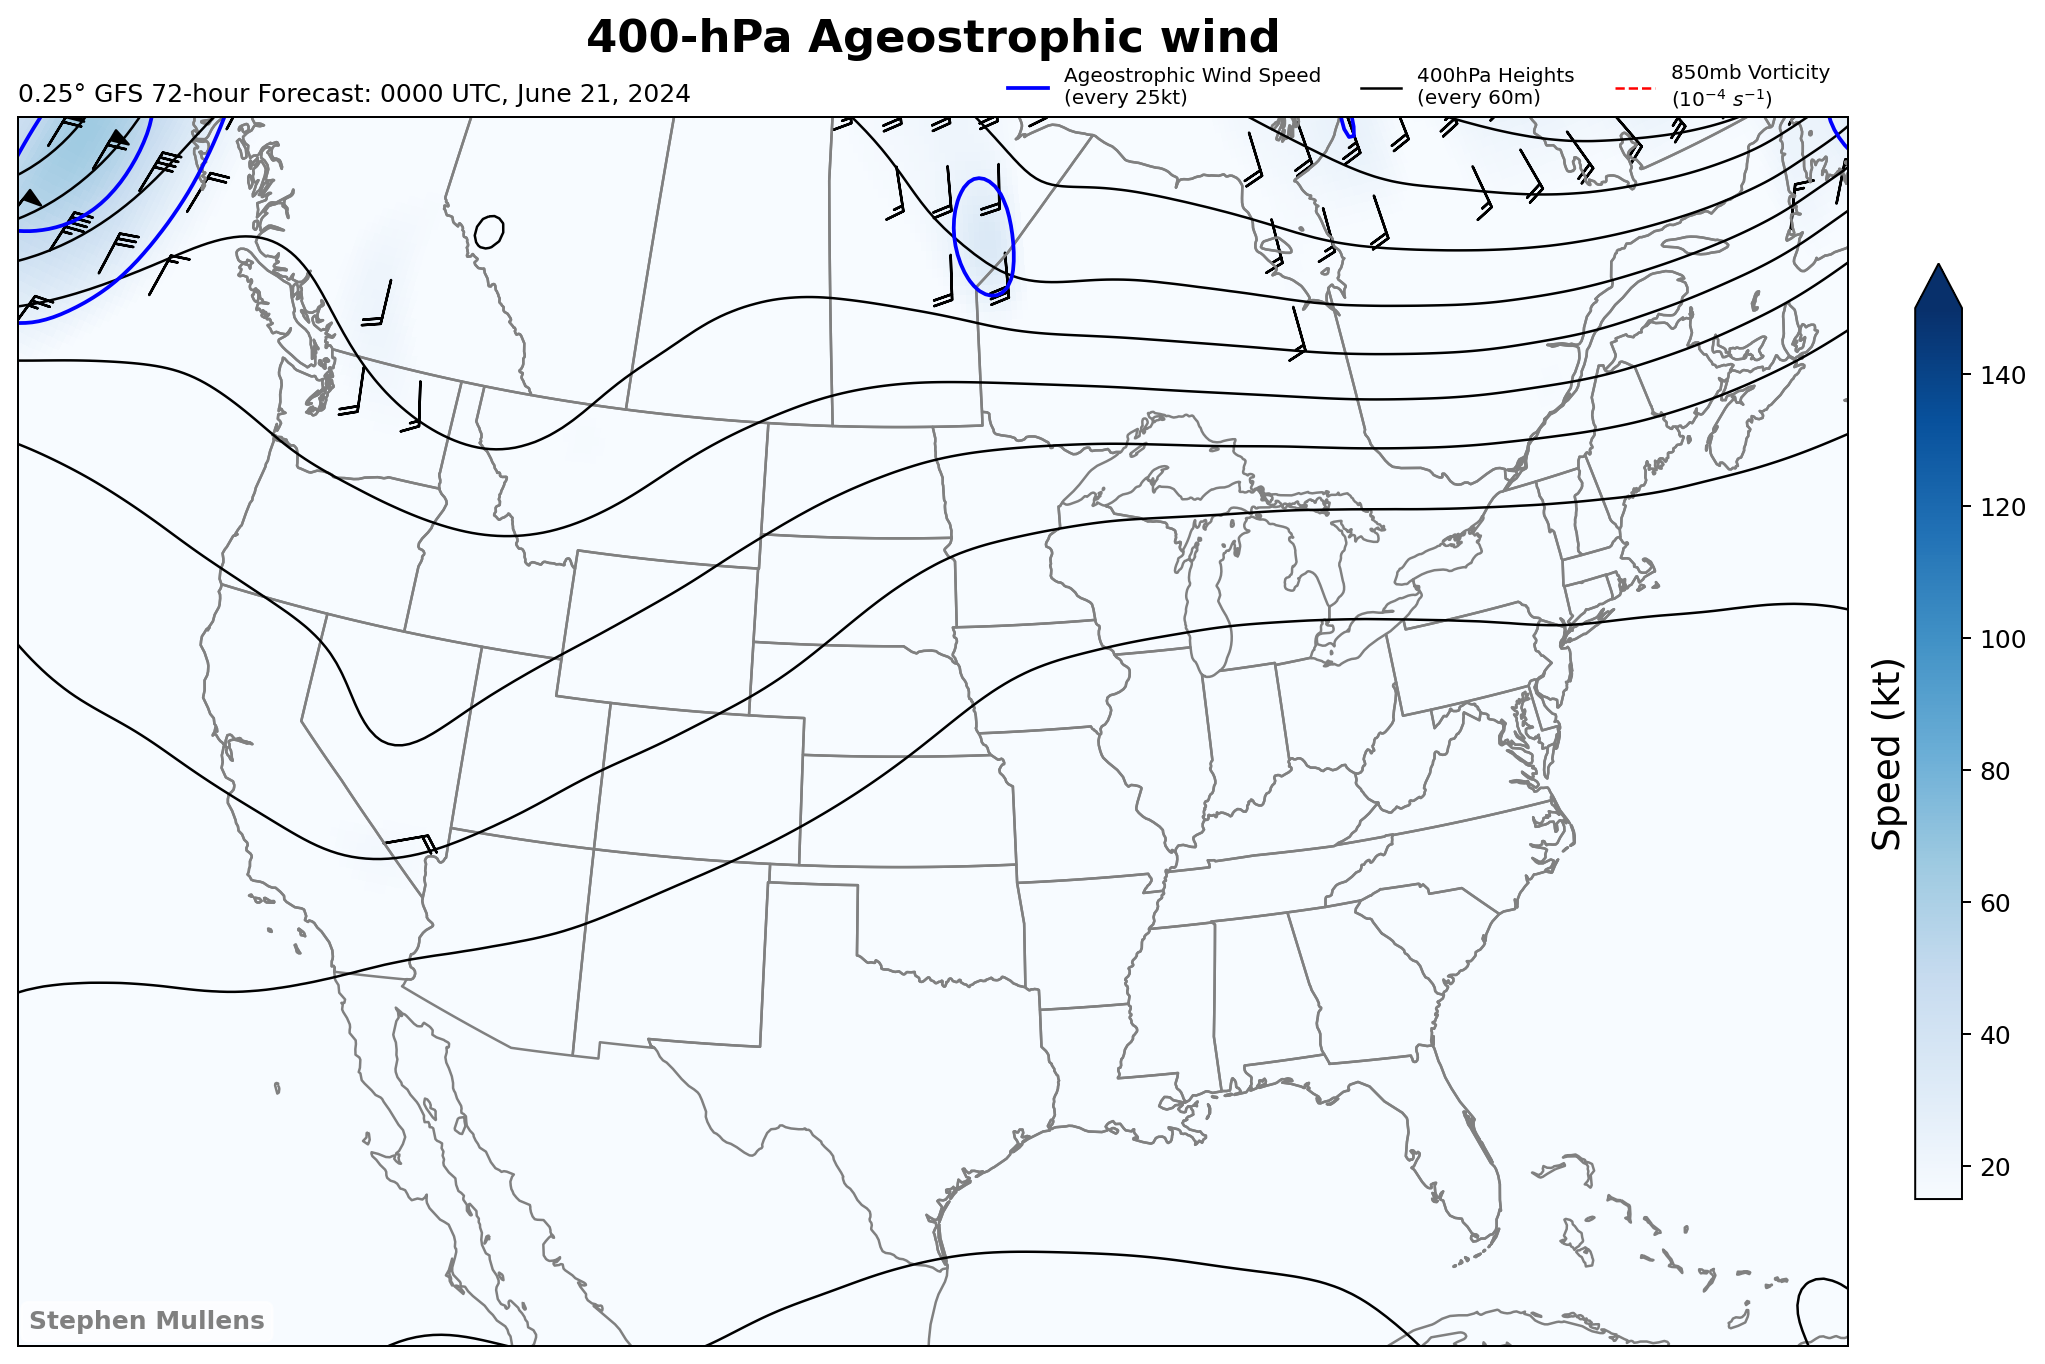 400-hPa Ageostrophic wind
0.25° GFS 72-hour Forecast: 0000 UTC, June 21, 2024
Ageostrophic Wind Speed
(every 25kt)
400hPa Heights
(every 60m)
850mb Vorticity
(10⁻⁴ s⁻¹)
140
120
100
80
60
40
20
Speed (kt)
Stephen Mullens